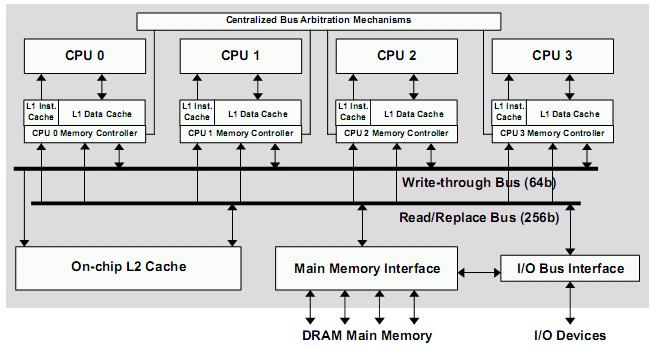 Centralized Bus Arbitration Mechanisms
CPU 0
CPU 1
CPU 2
CPU 3
L1 Inst.
Cache
L1 Data Cache
L1 Inst.
Cache
L1 Data Cache
L1 Inst.
Cache
L1 Data Cache
L1 Inst.
Cache
L1 Data Cache
CPU 0 Memory Controller
CPU 1 Memory Controller
CPU 2 Memory Controller
CPU 3 Memory Controller
Write-through Bus (64b)
Read/Replace Bus (256b)
On-chip L2 Cache
Main Memory Interface
I/O Bus Interface
DRAM Main Memory
I/O Devices